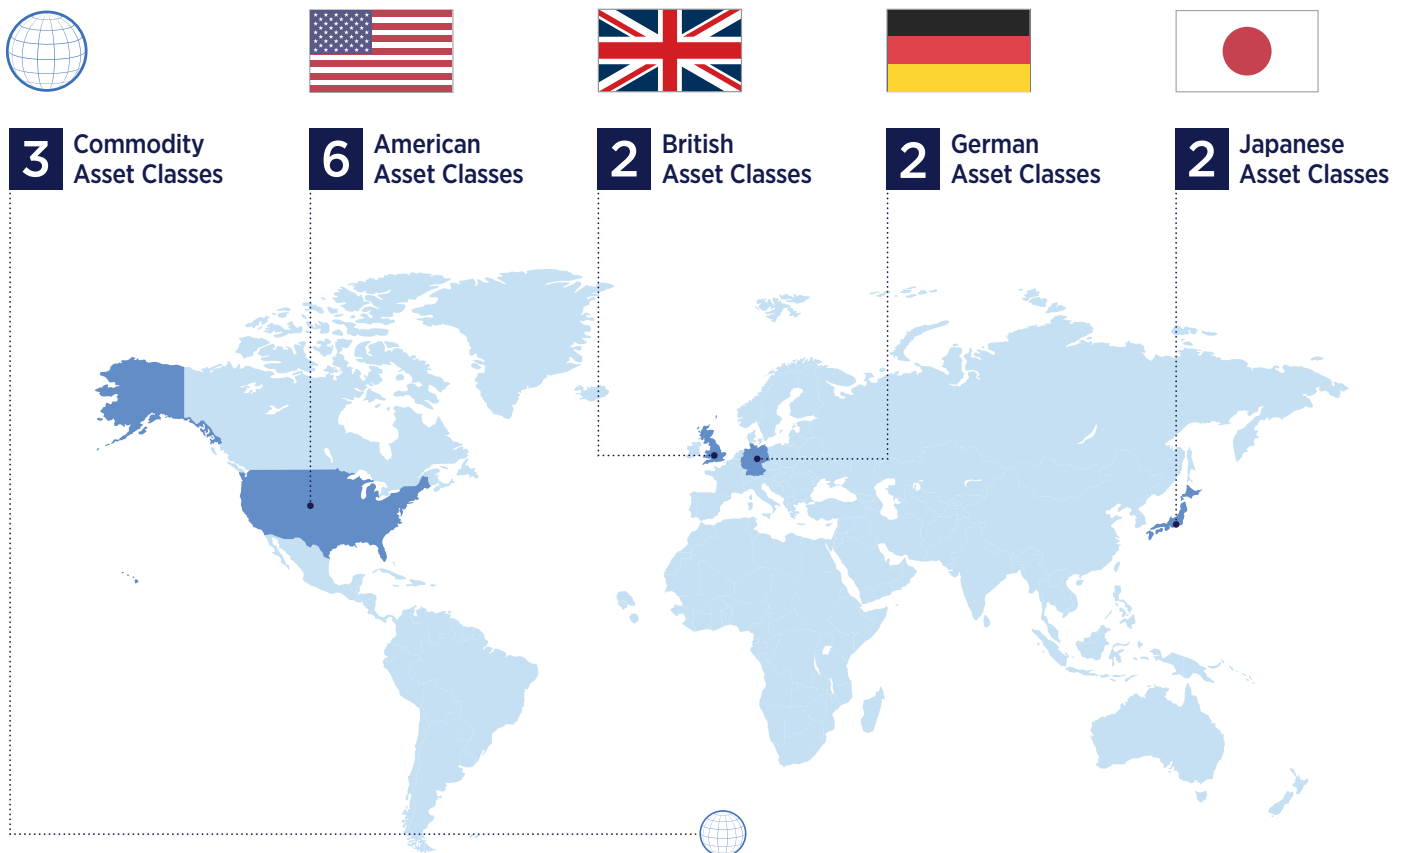 3
Commodity
Asset Classes
6
American
Asset Classes
2
British
Asset Classes
2
German
Asset Classes
2
Japanese
Asset Classes